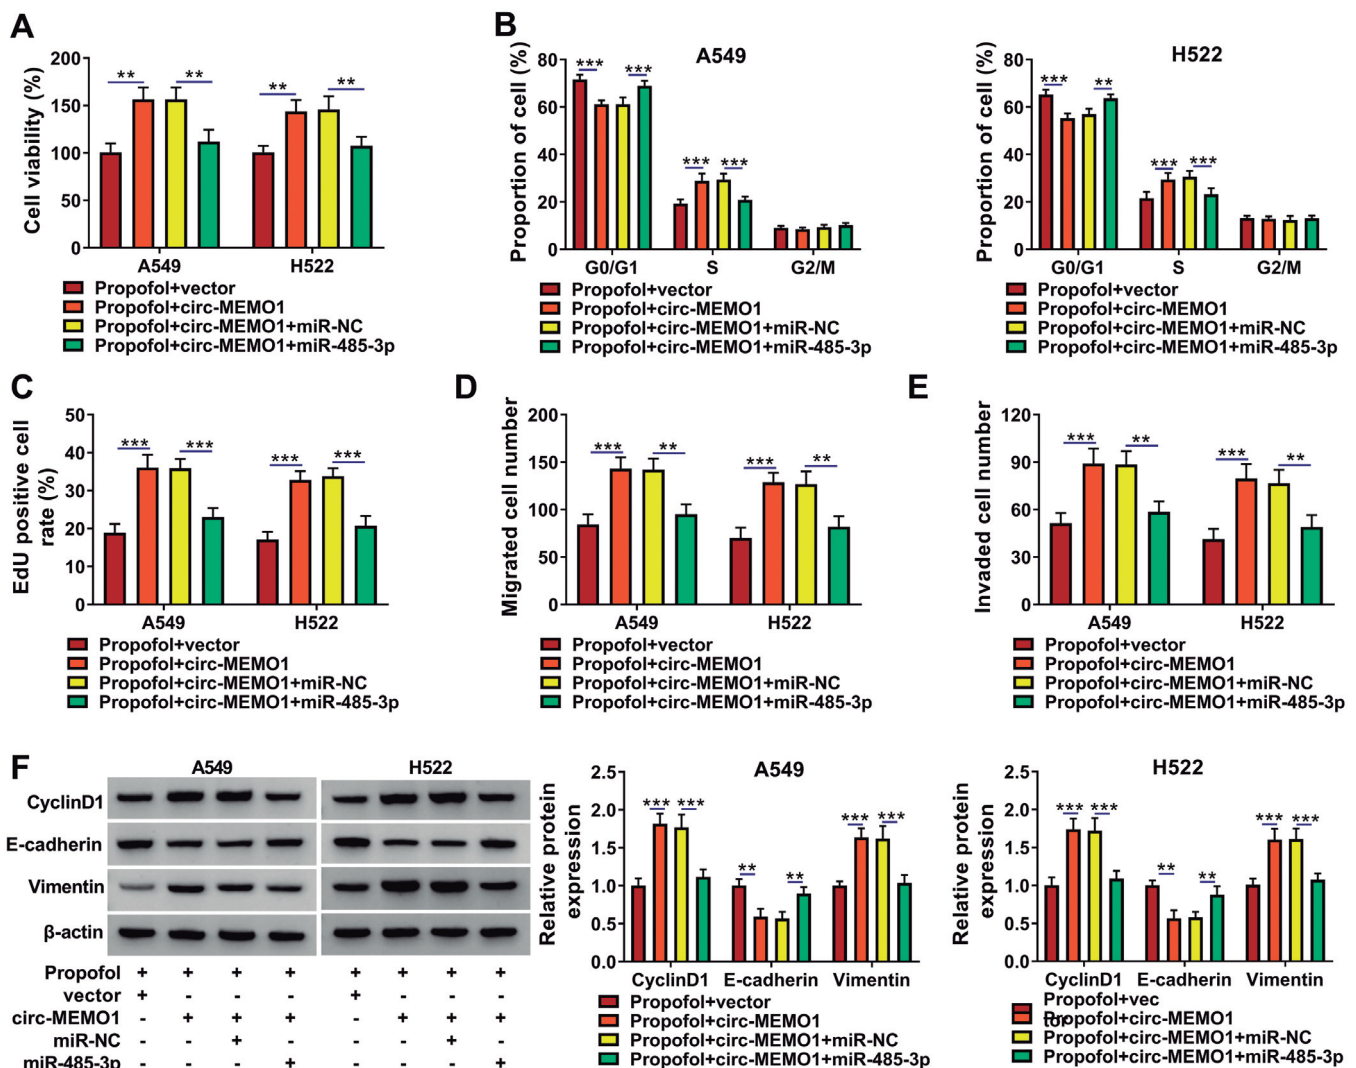 A
Cell viability (%)
200
150
100
50
0
** ** ** **
A549 H522
Propofol+vector
Propofol+circ-MEMO1
Propofol+circ-MEMO1+miR-NC
Propofol+circ-MEMO1+miR-485-3p
B
A549
Proportion of cell (%)
80
60
40
20
0
*** *** *** ***
G0/G1 S G2/M
Propofol+vector
Propofol+circ-MEMO1
Propofol+circ-MEMO1+miR-NC
Propofol+circ-MEMO1+miR-485-3p
H522
Proportion of cell (%)
80
60
40
20
0
*** ** *** ***
G0/G1 S G2/M
Propofol+vector
Propofol+circ-MEMO1
Propofol+circ-MEMO1+miR-NC
Propofol+circ-MEMO1+miR-485-3p
C
EdU positive cell
rate (%)
50
40
30
20
10
0
*** *** *** ***
A549 H522
Propofol+vector
Propofol+circ-MEMO1
Propofol+circ-MEMO1+miR-NC
Propofol+circ-MEMO1+miR-485-3p
D
Migrated cell number
200
150
100
50
0
*** ** *** **
A549 H522
Propofol+vector
Propofol+circ-MEMO1
Propofol+circ-MEMO1+miR-NC
Propofol+circ-MEMO1+miR-485-3p
E
Invaded cell number
120
90
60
30
0
*** ** *** **
A549 H522
Propofol+vector
Propofol+circ-MEMO1
Propofol+circ-MEMO1+miR-NC
Propofol+circ-MEMO1+miR-485-3p
F
A549 H522
CyclinD1
E-cadherin
Vimentin
β-actin
Propofol + + + + + + + +
vector + - - - + - - -
circ-MEMO1 - + + + - + + +
miR-NC - - + - - - + -
miR-485-3p - - - + - - - +
A549
Relative protein
expression
2.5
2.0
1.5
1.0
0.5
0.0
*** *** ** ** *** ***
CyclinD1 E-cadherin Vimentin
Propofol+vector
Propofol+circ-MEMO1
Propofol+circ-MEMO1+miR-NC
Propofol+circ-MEMO1+miR-485-3p
H522
Relative protein
expression
2.5
2.0
1.5
1.0
0.5
0.0
*** *** ** ** *** ***
CyclinD1 E-cadherin Vimentin
Propofol+vec
tor
Propofol+circ-MEMO1
Propofol+circ-MEMO1+miR-NC
Propofol+circ-MEMO1+miR-485-3p